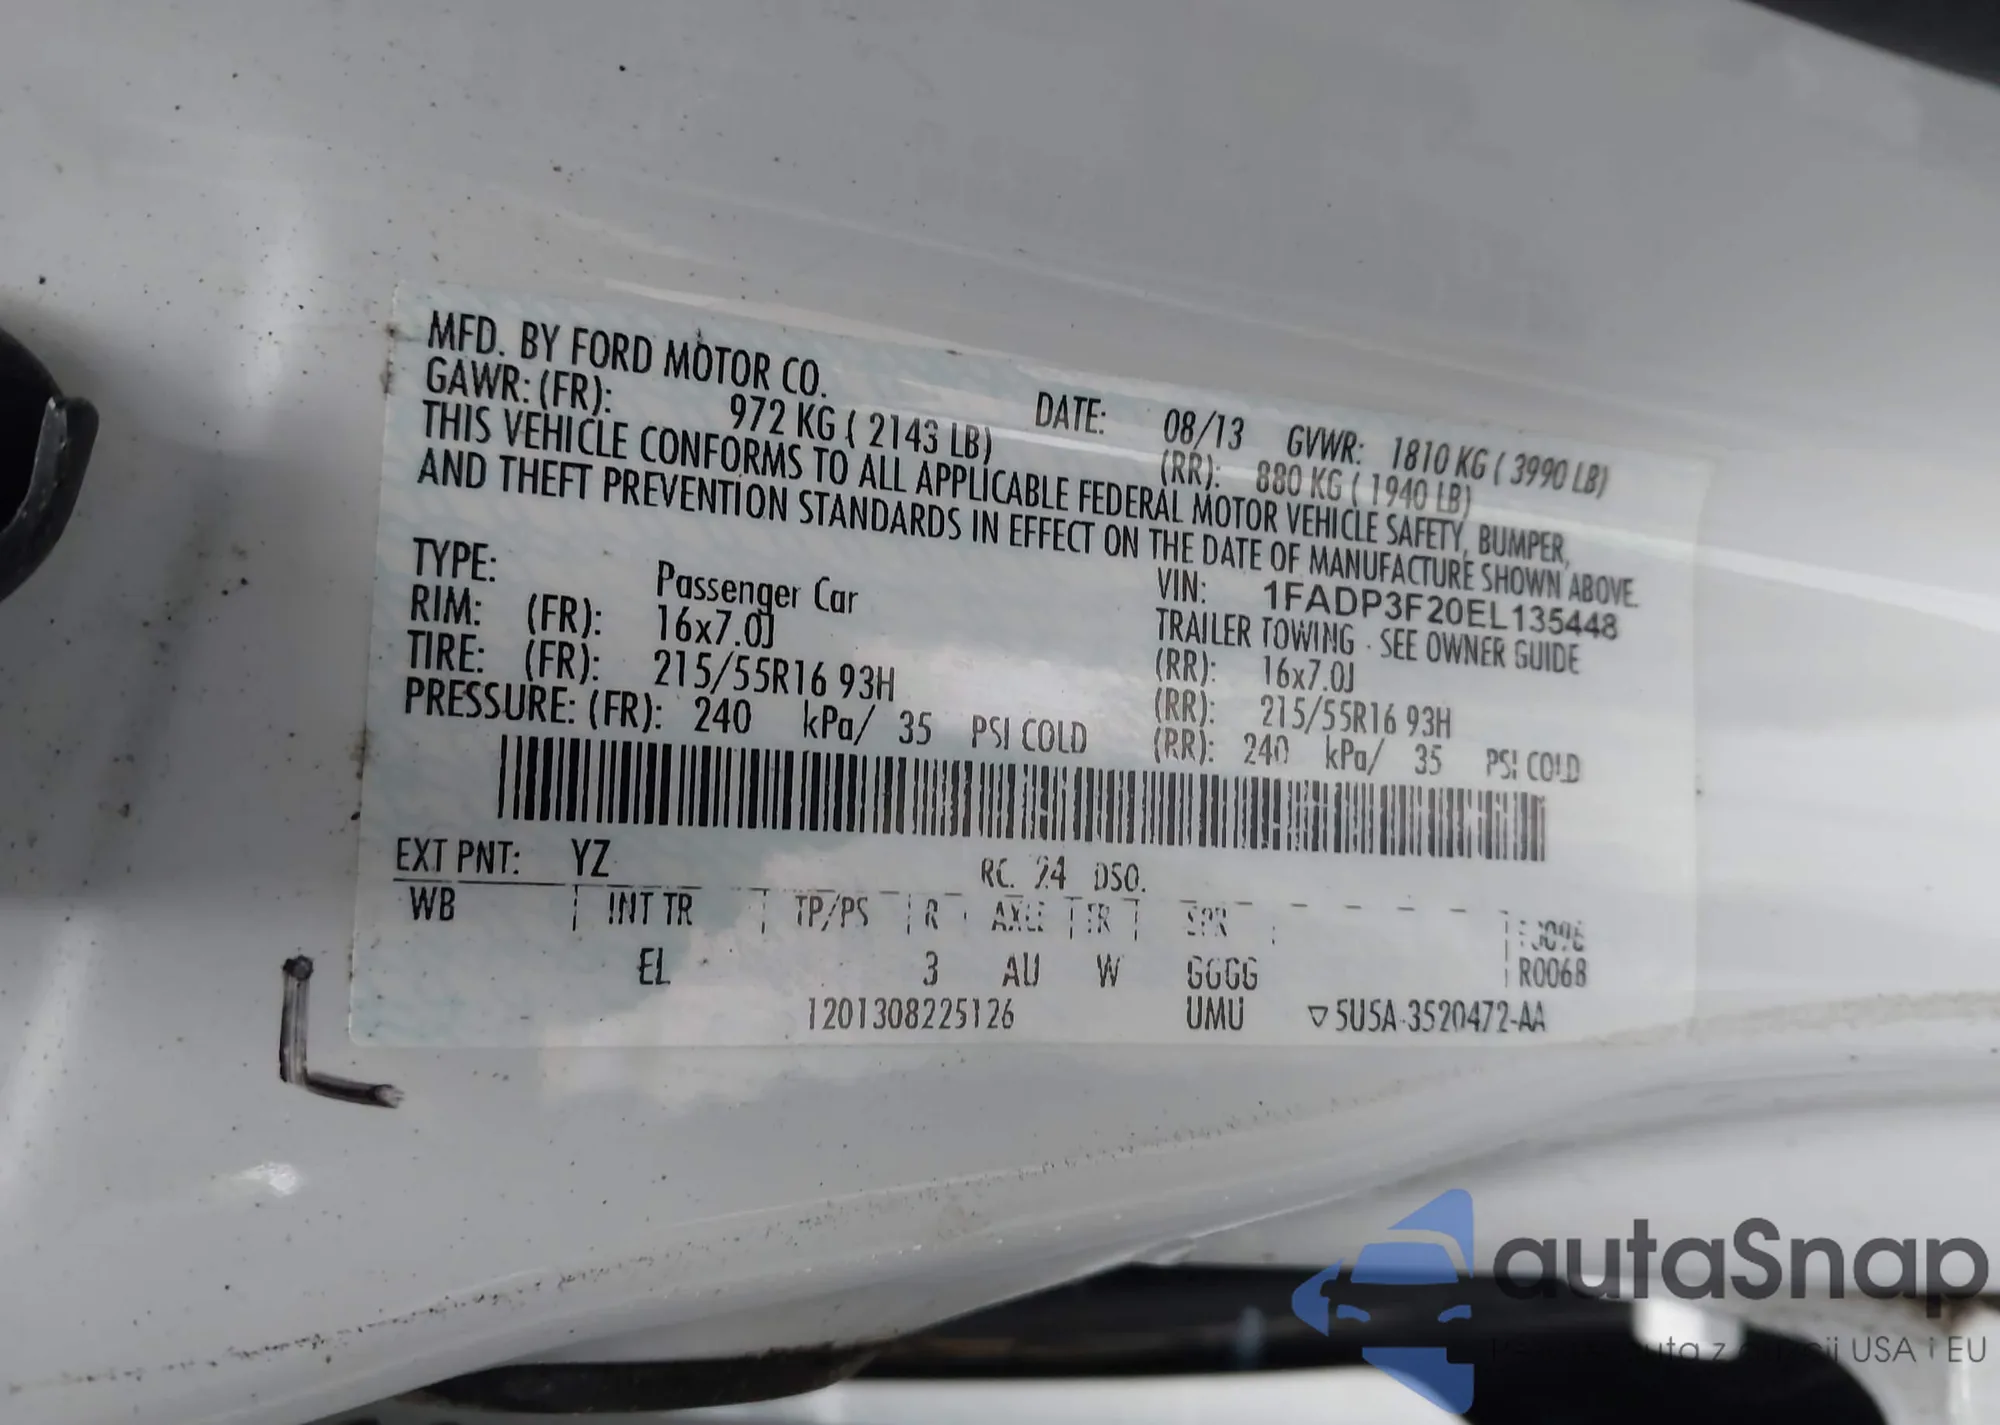 MFD. BY FORD MOTOR CO. DATE: 08/13 GVWR: 1810 KG ( 3990 LB)
GAWR: (FR): 972 KG ( 2143 LB) (RR): 880 KG ( 1940 LB)
THIS VEHICLE CONFORMS TO ALL APPLICABLE FEDERAL MOTOR VEHICLE SAFETY, BUMPER,
AND THEFT PREVENTION STANDARDS IN EFFECT ON THE DATE OF MANUFACTURE SHOWN ABOVE.
VIN: 1FADP3F20EL135448
TYPE: Passenger Car TRAILER TOWING - SEE OWNER GUIDE
RIM: (FR): 16x7.0J (RR): 16x7.0J
TIRE: (FR): 215/55R16 93H (RR): 215/55R16 93H
PRESSURE: (FR): 240 kPa/ 35 PSI COLD (RR): 240 kPa/ 35 PSI COLD
EXT PNT: YZ RC: 24 DSO:
WB INT TR TP/PS R AXLE TR SPR
EL 3 AU W GGGG R0068
1201308225126 UMU ▽5U5A-3520472-AA
L
autaSnap
USA i EU